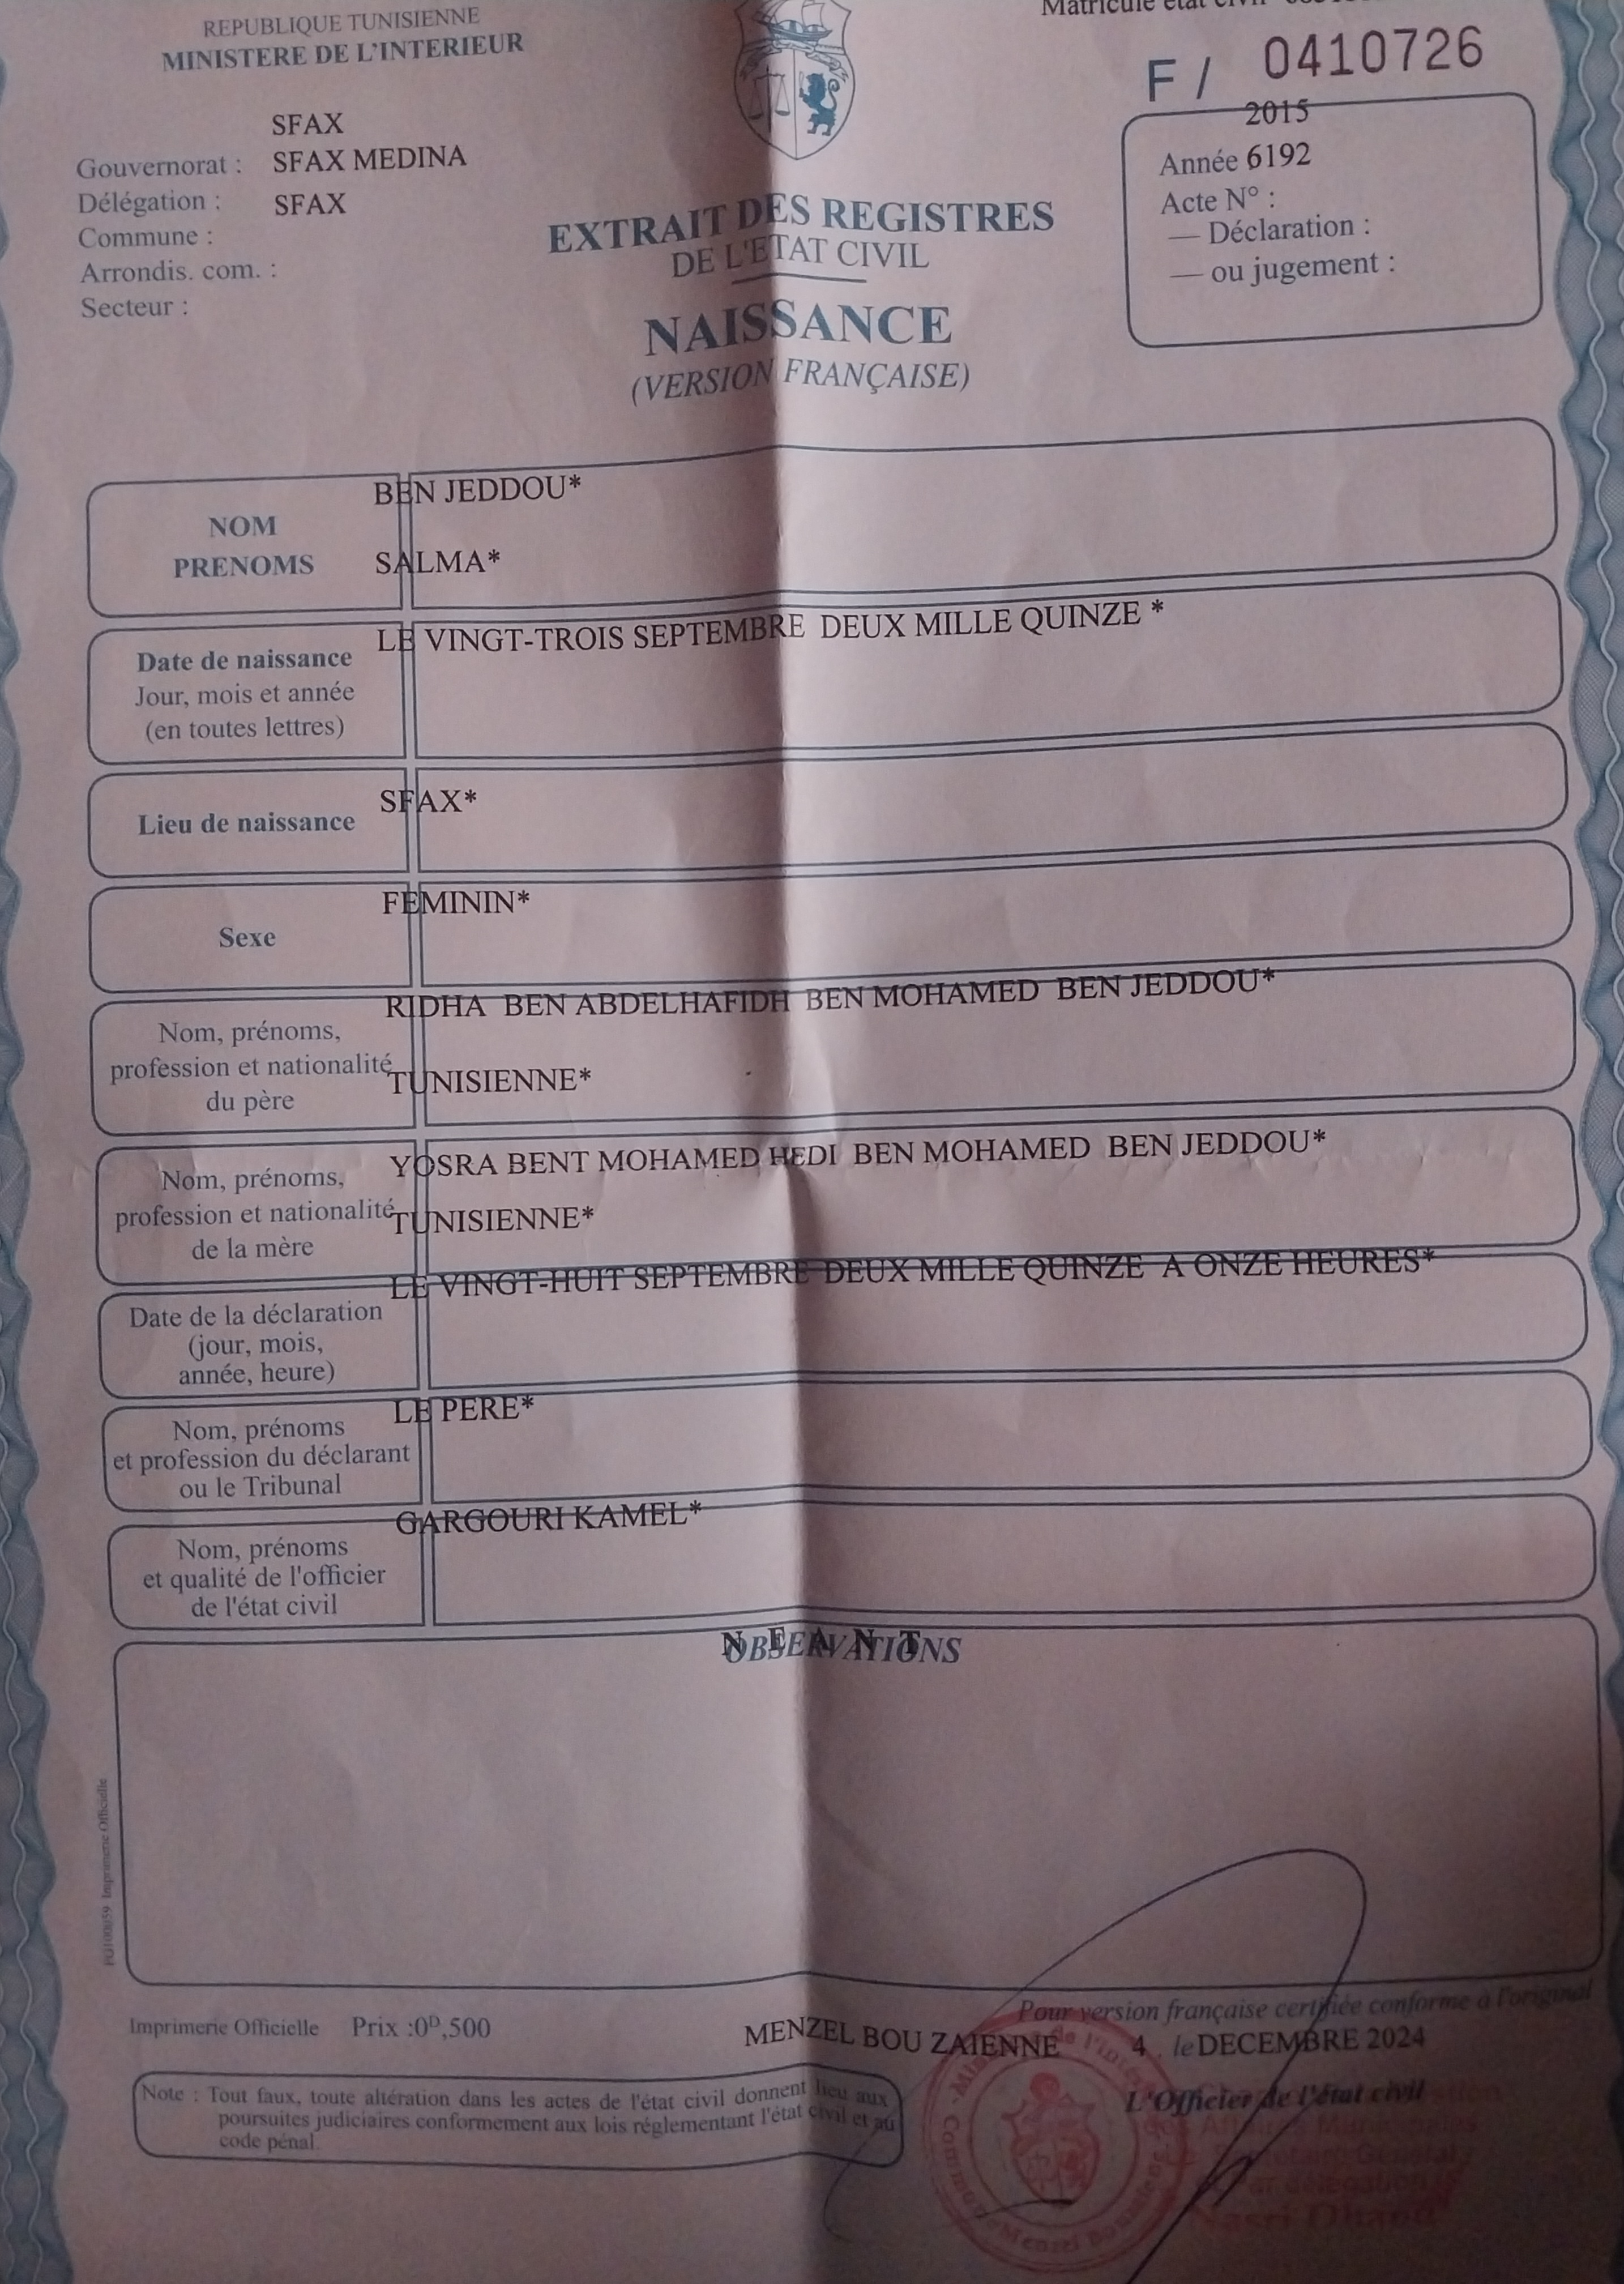 REPUBLIQUE TUNISIENNE
MINISTERE DE L'INTERIEUR
Matricule état civil
F / 0410726
SFAX
Gouvernorat : SFAX MEDINA
Délégation : SFAX
Commune :
Arrondis. com. :
Secteur :
2015
Année 6192
Acte N° :
— Déclaration :
— ou jugement :
EXTRAIT DES REGISTRES
DE L'ETAT CIVIL
NAISSANCE
(VERSION FRANÇAISE)
BEN JEDDOU*
NOM
PRENOMS SALMA*
LE VINGT-TROIS SEPTEMBRE DEUX MILLE QUINZE *
Date de naissance
Jour, mois et année
(en toutes lettres)
SFAX*
Lieu de naissance
FEMININ*
Sexe
RIDHA BEN ABDELHAFIDH BEN MOHAMED BEN JEDDOU*
Nom, prénoms,
profession et nationalité TUNISIENNE*
du père
YOSRA BENT MOHAMED HEDI BEN MOHAMED BEN JEDDOU*
Nom, prénoms,
profession et nationalité TUNISIENNE*
de la mère
LE VINGT-HUIT SEPTEMBRE DEUX MILLE QUINZE A ONZE HEURES*
Date de la déclaration
(jour, mois,
année, heure)
LE PERE*
Nom, prénoms
et profession du déclarant
ou le Tribunal
GARGOURI KAMEL*
Nom, prénoms
et qualité de l'officier
de l'état civil
N E A N T
OBSERVATIONS
Imprimerie Officielle
Imprimerie Officielle Prix :0ᴰ,500
Pour version française certifiée conforme à l'original
MENZEL BOU ZAIENNE 4 . le DECEMBRE 2024
L'Officier de l'état civil
Note : Tout faux, toute altération dans les actes de l'état civil donnent lieu aux
poursuites judiciaires conformement aux lois réglementant l'état civil et au
code pénal.